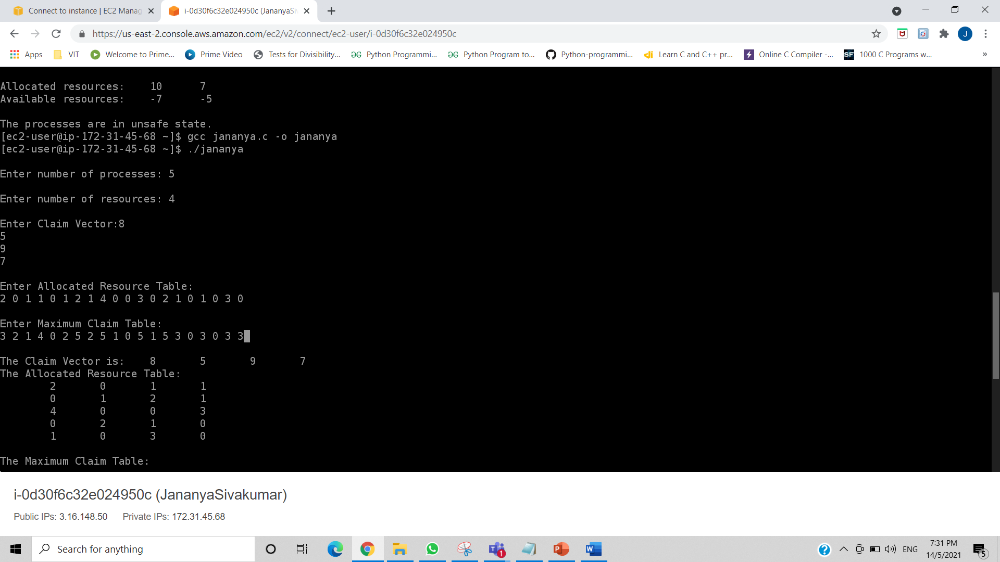 Connect to instance | EC2 Manag
i-0d30f6c32e024950c (JananyaSi
https://us-east-2.console.aws.amazon.com/ec2/v2/connect/ec2-user/i-0d30f6c32e024950c
J
Apps VIT Welcome to Prime... Prime Video Tests for Divisibility... Python Programmi... Python Program to... Python-programmi... Learn C and C++ pr... Online C Compiler -... SF 1000 C Programs w... »
Allocated resources: 10 7
Available resources: -7 -5
The processes are in unsafe state.
[ec2-user@ip-172-31-45-68 ~]$ gcc jananya.c -o jananya
[ec2-user@ip-172-31-45-68 ~]$ ./jananya
Enter number of processes: 5
Enter number of resources: 4
Enter Claim Vector:8
5
9
7
Enter Allocated Resource Table:
2 0 1 1 0 1 2 1 4 0 0 3 0 2 1 0 1 0 3 0
Enter Maximum Claim Table:
3 2 1 4 0 2 5 2 5 1 0 5 1 5 3 0 3 0 3 3
The Claim Vector is: 8 5 9 7
The Allocated Resource Table:
2 0 1 1
0 1 2 1
4 0 0 3
0 2 1 0
1 0 3 0
The Maximum Claim Table:
i-0d30f6c32e024950c (JananyaSivakumar)
Public IPs: 3.16.148.50 Private IPs: 172.31.45.68
Search for anything
1
ENG
7:31 PM
14/5/2021
5